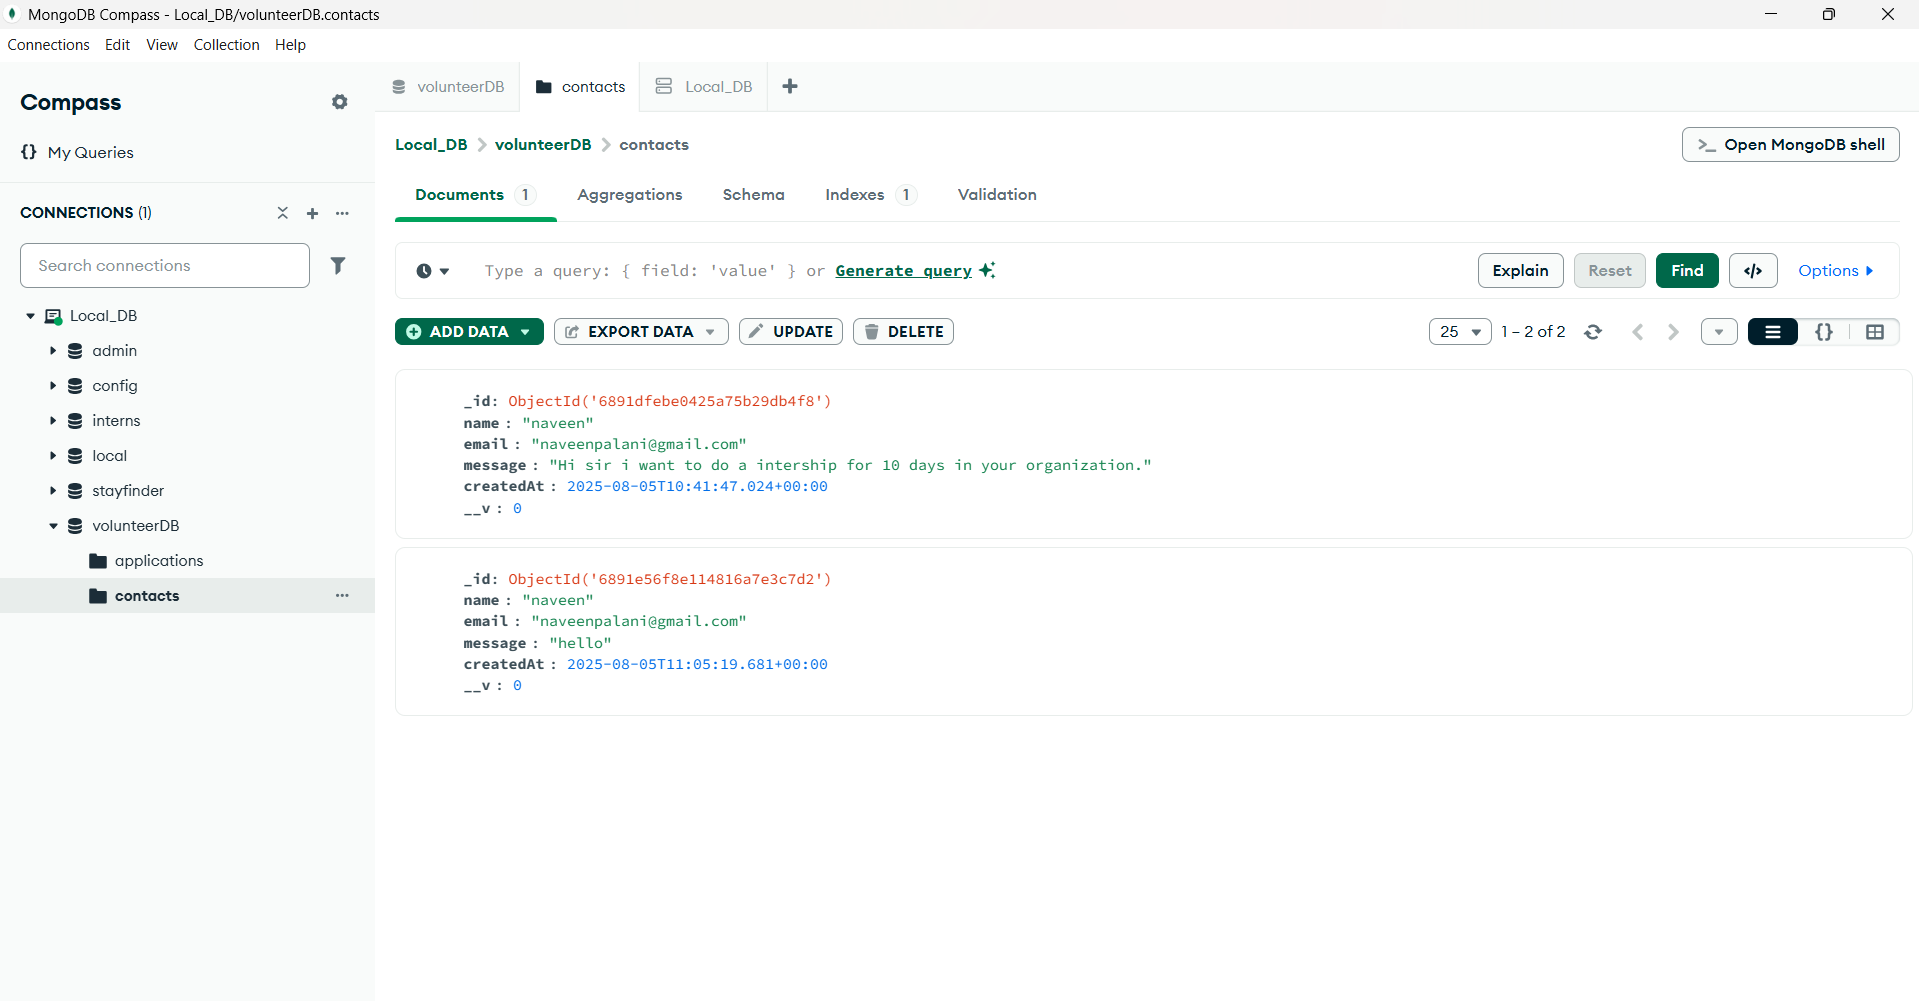 MongoDB Compass - Local_DB/volunteerDB.contacts
Connections Edit View Collection Help
Compass
{} My Queries
CONNECTIONS (1)
Search connections
Local_DB
admin
config
interns
local
stayfinder
volunteerDB
applications
contacts
volunteerDB contacts Local_DB
Local_DB > volunteerDB > contacts
>_ Open MongoDB shell
Documents 1 Aggregations Schema Indexes 1 Validation
Type a query: { field: 'value' } or Generate query
Explain Reset Find </> Options
ADD DATA EXPORT DATA UPDATE DELETE
25 1 – 2 of 2 {}
_id: ObjectId('6891dfebe0425a75b29db4f8')
name : "naveen"
email : "naveenpalani@gmail.com"
message : "Hi sir i want to do a intership for 10 days in your organization."
createdAt : 2025-08-05T10:41:47.024+00:00
__v : 0
_id: ObjectId('6891e56f8e114816a7e3c7d2')
name : "naveen"
email : "naveenpalani@gmail.com"
message : "hello"
createdAt : 2025-08-05T11:05:19.681+00:00
__v : 0